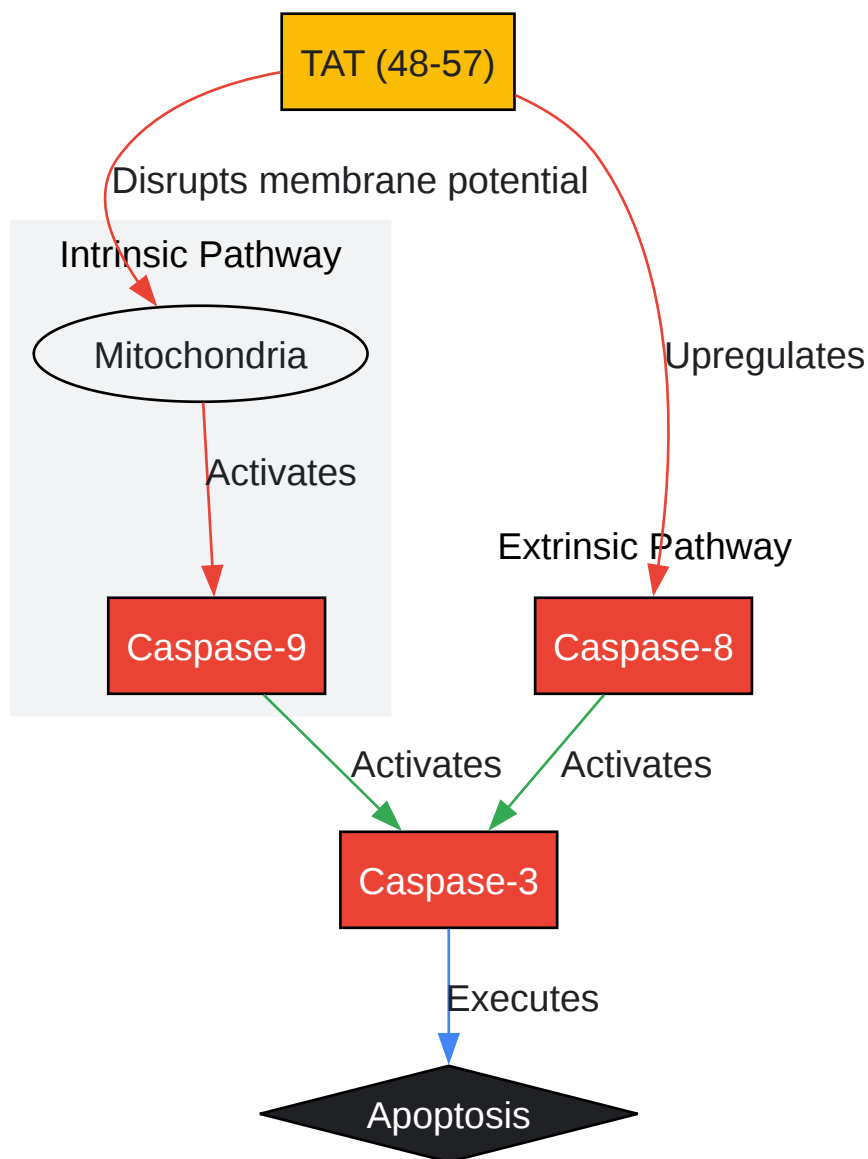 TAT (48-57)
Disrupts membrane potential
Intrinsic Pathway
Mitochondria
Upregulates
Activates
Extrinsic Pathway
Caspase-9
Caspase-8
Activates
Activates
Caspase-3
Executes
Apoptosis